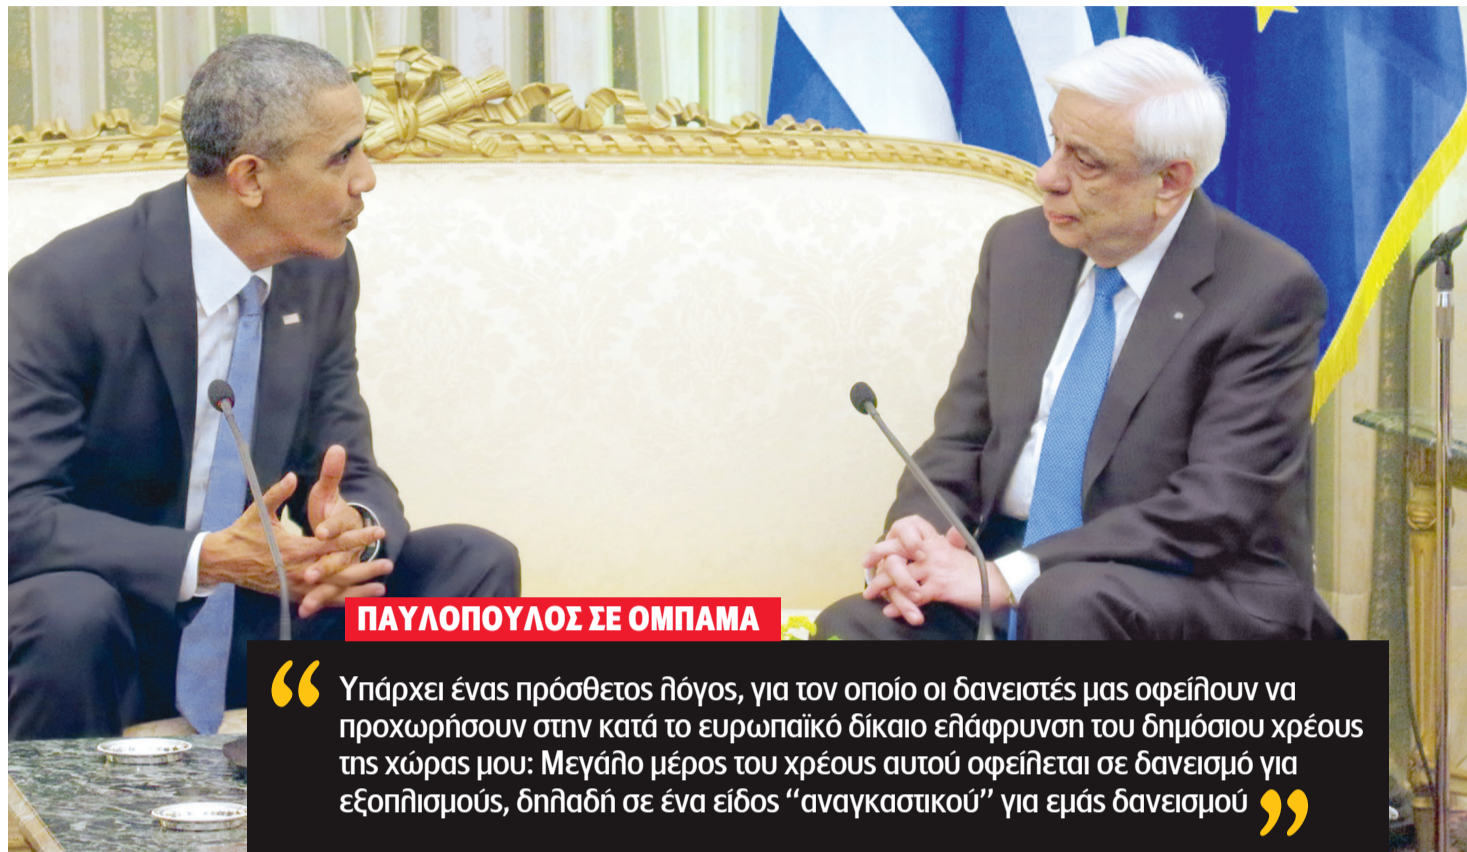 ΠΑΥΛΟΠΟΥΛΟΣ ΣΕ ΟΜΠΑΜΑ
“ Υπάρχει ένας πρόσθετος λόγος, για τον οποίο οι δανειστές μας οφείλουν να
προχωρήσουν στην κατά το ευρωπαϊκό δίκαιο ελάφρυνση του δημόσιου χρέους
της χώρας μου: Μεγάλο μέρος του χρέους αυτού οφείλεται σε δανεισμό για
εξοπλισμούς, δηλαδή σε ένα είδος “αναγκαστικού” για εμάς δανεισμού ”